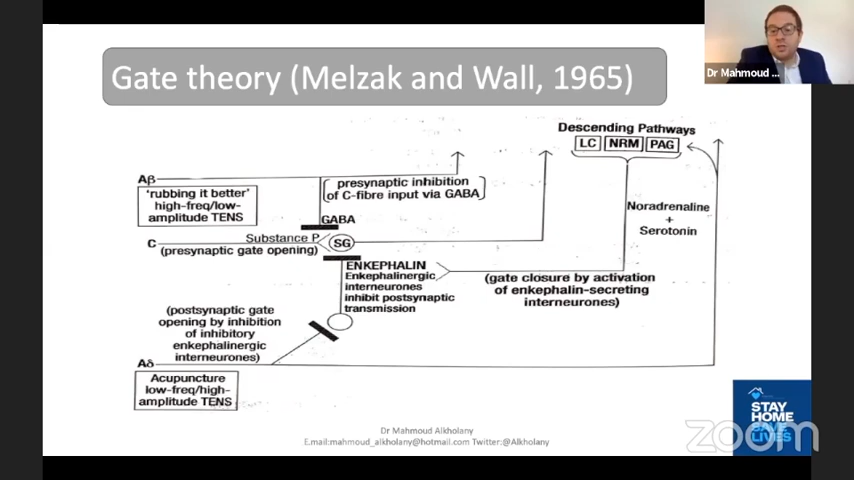 Gate theory (Melzak and Wall, 1965)
Dr Mahmoud ...
Descending Pathways
LC NRM PAG
Aβ
'rubbing it better'
high-freq/low-
amplitude TENS
presynaptic inhibition
of C-fibre input via GABA
GABA
Noradrenaline
+
Serotonin
C
Substance P
(presynaptic gate opening)
SG
ENKEPHALIN
Enkephalinergic
interneurones
inhibit postsynaptic
transmission
(gate closure by activation
of enkephalin-secreting
interneurones)
(postsynaptic gate
opening by inhibition
of inhibitory
enkephalinergic
interneurones)
Aδ
Acupuncture
low-freq/high-
amplitude TENS
Dr Mahmoud Alkholany
E.mail:mahmoud_alkholany@hotmail.com Twitter:@Alkholany
STAY
HOME
SAVE
LIVES
zoom